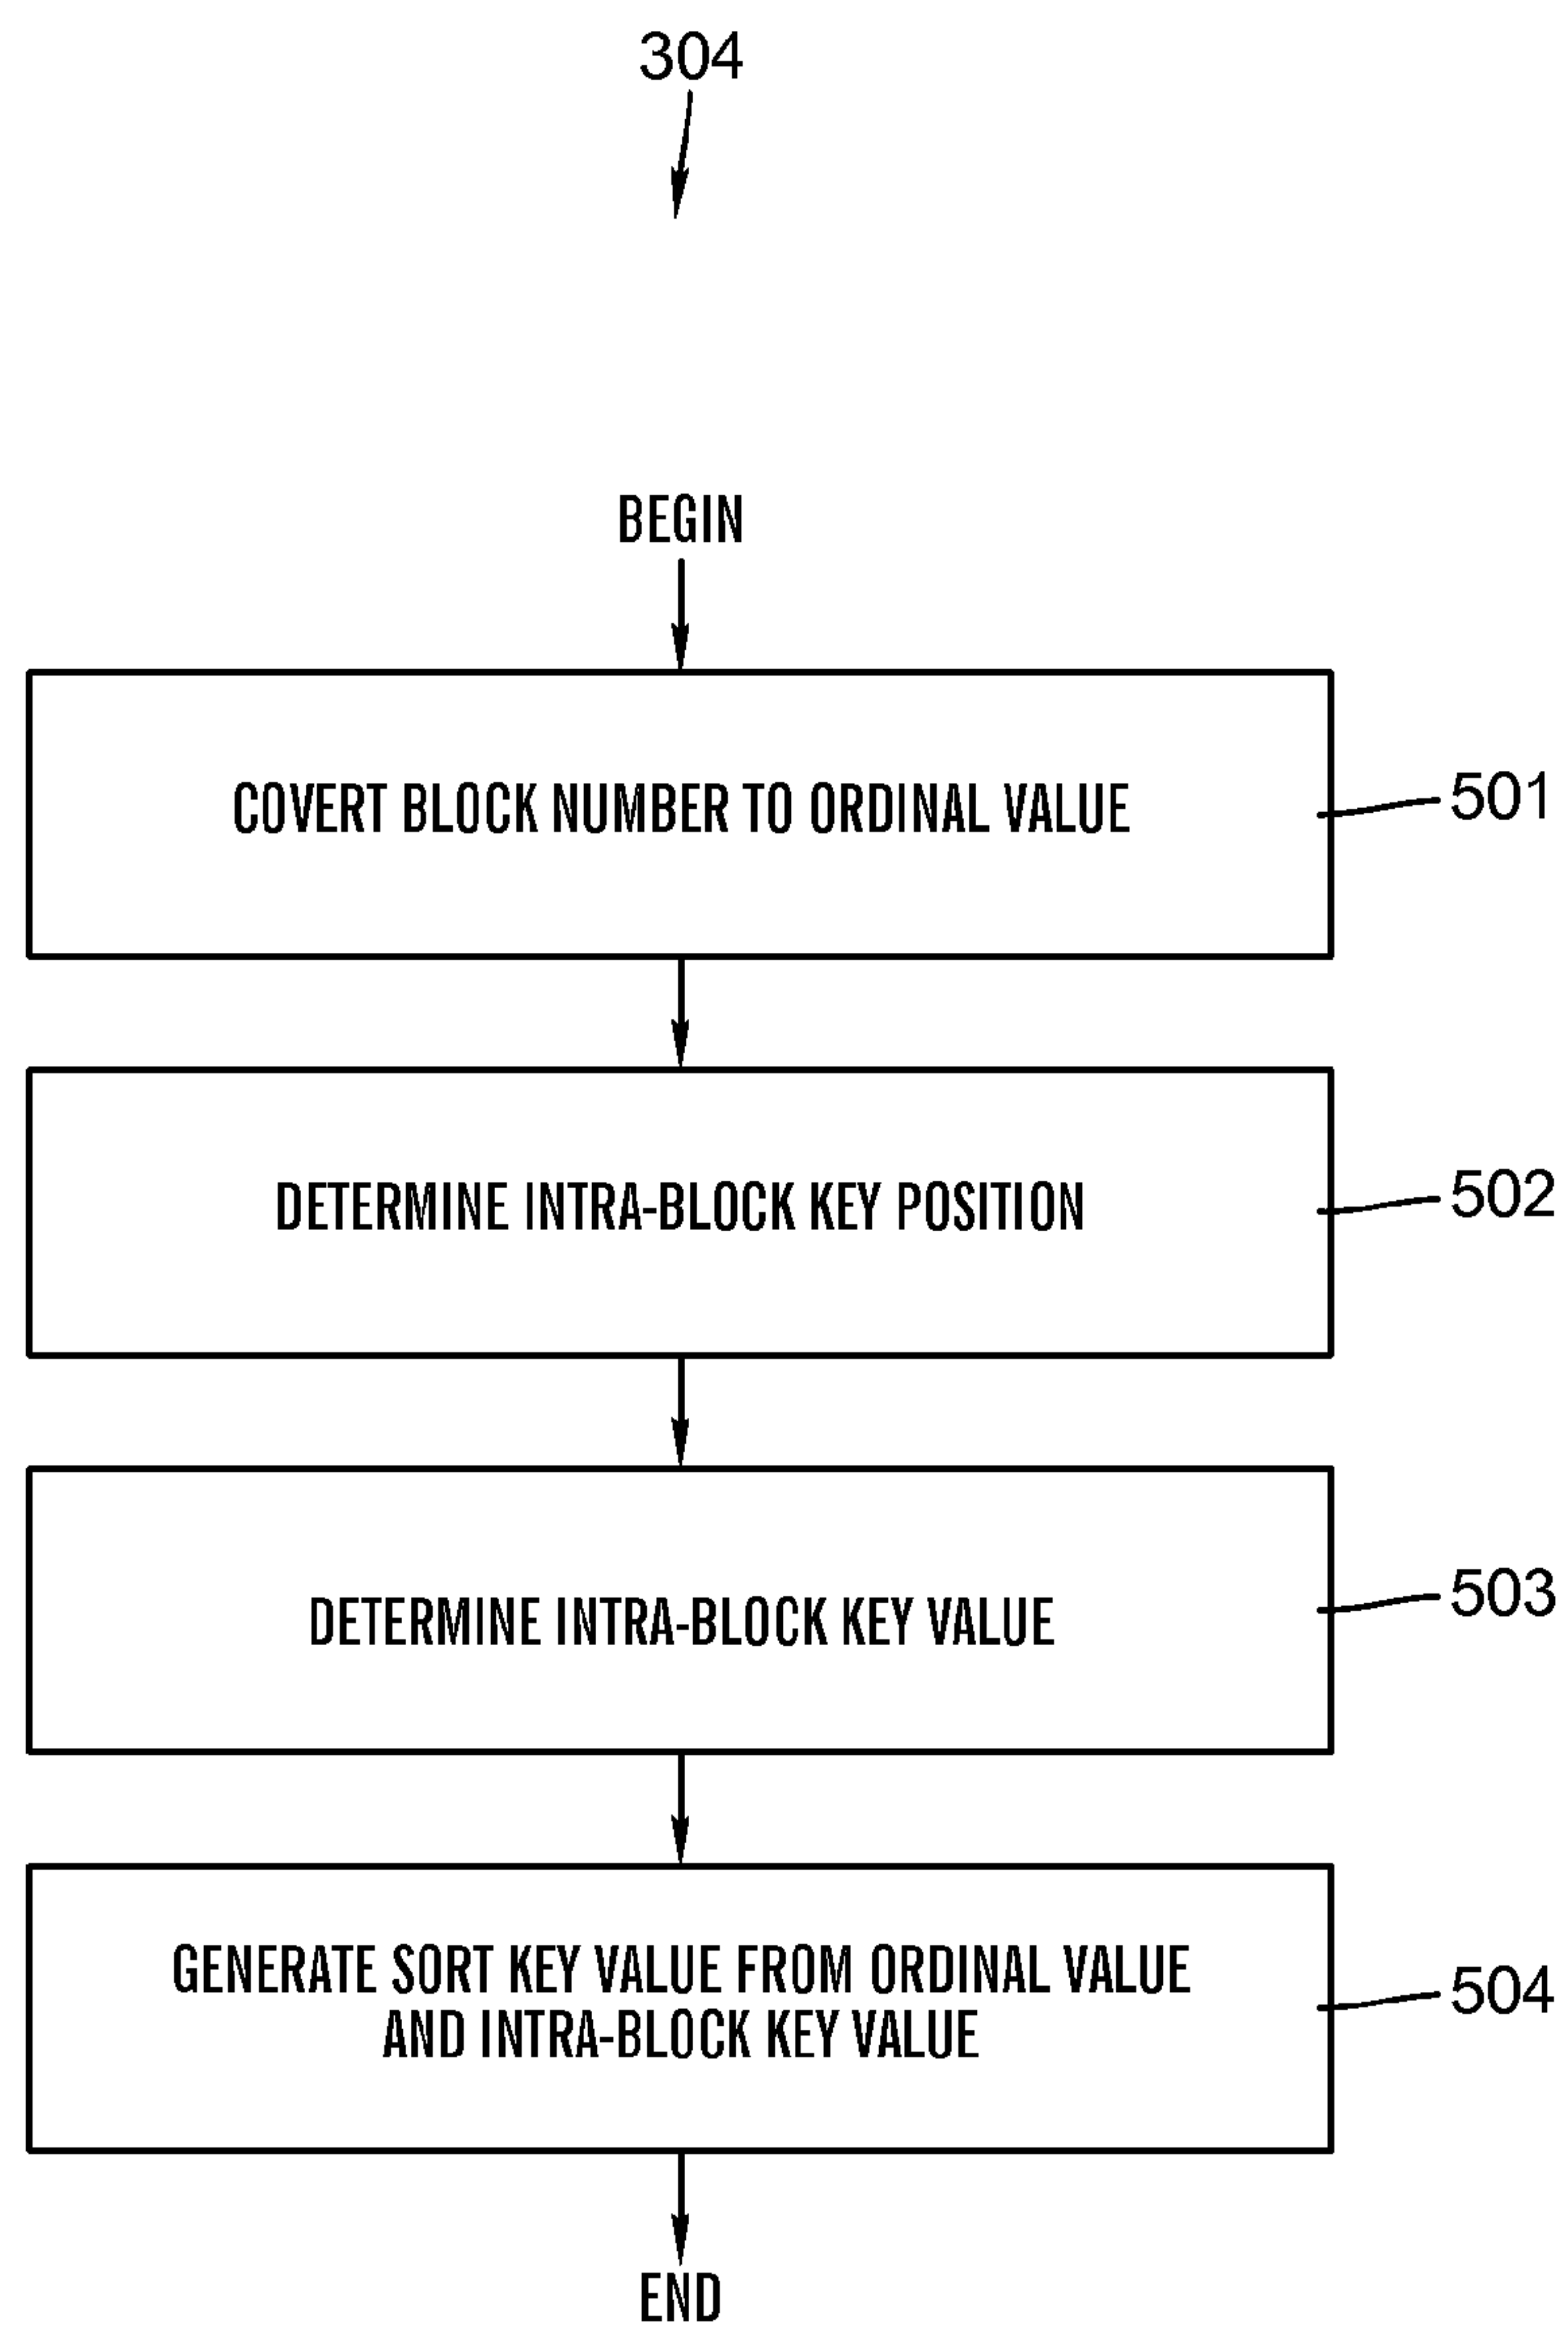 304
BEGIN
COVERT BLOCK NUMBER TO ORDINAL VALUE
501
DETERMINE INTRA-BLOCK KEY POSITION
502
DETERMINE INTRA-BLOCK KEY VALUE
503
GENERATE SORT KEY VALUE FROM ORDINAL VALUE
AND INTRA-BLOCK KEY VALUE
504
END